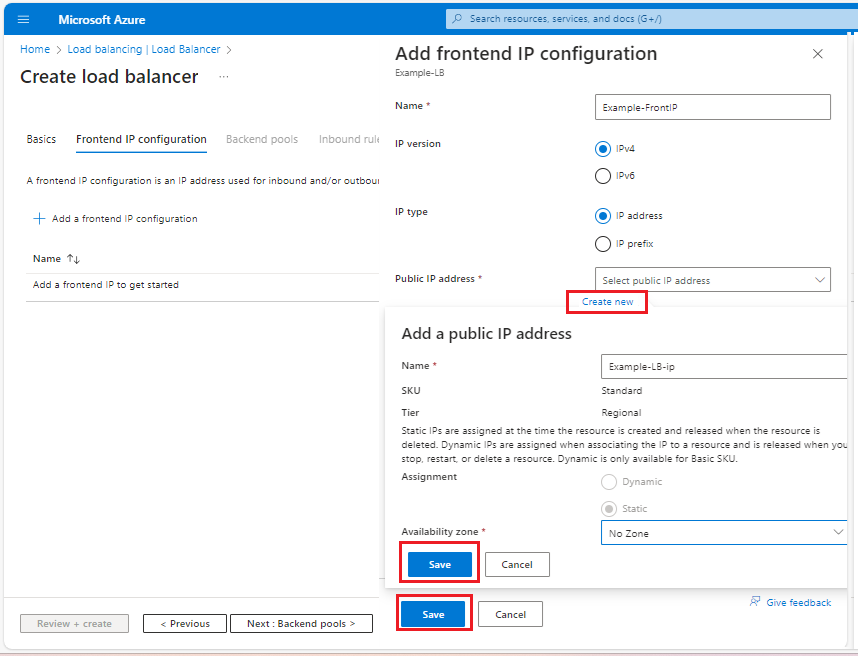 Microsoft Azure
Search resources, services, and docs (G+/)
Home > Load balancing | Load Balancer >
Create load balancer ...
Basics Frontend IP configuration Backend pools Inbound rule
A frontend IP configuration is an IP address used for inbound and/or outbour
+ Add a frontend IP configuration
Name ↑↓
Add a frontend IP to get started
Add frontend IP configuration
Example-LB
Name *
Example-FrontIP
IP version
IPv4
IPv6
IP type
IP address
IP prefix
Public IP address *
Select public IP address
Create new
Add a public IP address
Name *
Example-LB-ip
SKU
Standard
Tier
Regional
Static IPs are assigned at the time the resource is created and released when the resource is
deleted. Dynamic IPs are assigned when associating the IP to a resource and is released when you
stop, restart, or delete a resource. Dynamic is only available for Basic SKU.
Assignment
Dynamic
Static
Availability zone *
No Zone
Save Cancel
Give feedback
Save Cancel
Review + create < Previous Next : Backend pools >